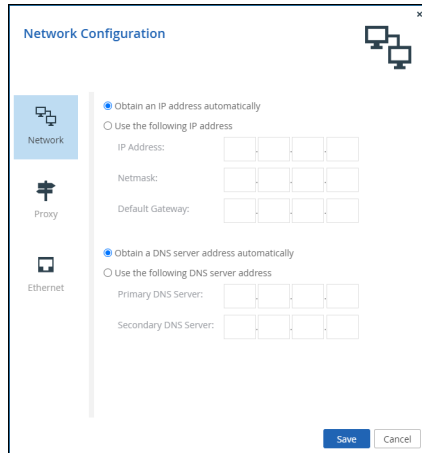 Network Configuration
Network
Proxy
Ethernet
Obtain an IP address automatically
Use the following IP address
IP Address:
. . .
Netmask:
. . .
Default Gateway:
. . .
Obtain a DNS server address automatically
Use the following DNS server address
Primary DNS Server:
. . .
Secondary DNS Server:
. . .
Save
Cancel